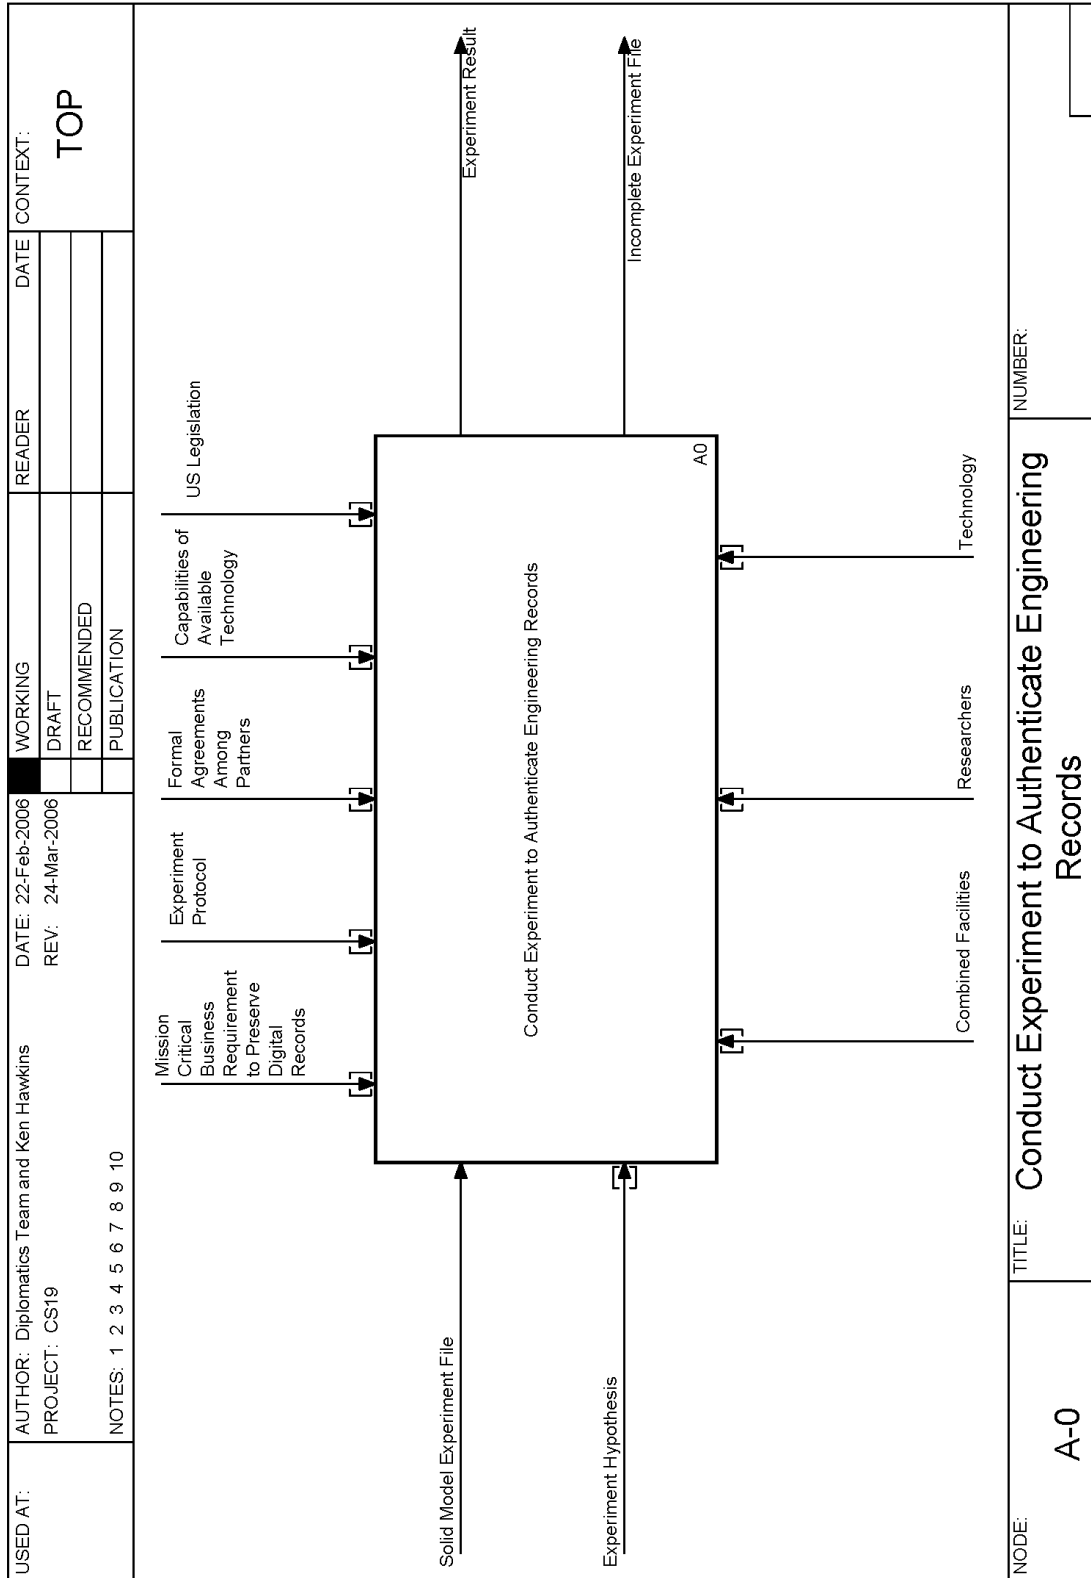 USED AT:
AUTHOR: Diplomatics Team and Ken Hawkins
DATE: 22-Feb-2006
WORKING
READER
DATE
CONTEXT:
PROJECT: CS19
REV: 24-Mar-2006
DRAFT
RECOMMENDED
TOP
NOTES: 1 2 3 4 5 6 7 8 9 10
PUBLICATION
Mission
Critical
Business
Requirement
to Preserve
Digital
Records
Experiment
Protocol
Formal
Agreements
Among
Partners
Capabilities of
Available
Technology
US Legislation
Solid Model Experiment File
Experiment Hypothesis
Conduct Experiment to Authenticate Engineering Records
A0
Experiment Result
Incomplete Experiment File
Combined Facilities
Researchers
Technology
NODE:
A-0
TITLE:
Conduct Experiment to Authenticate Engineering
Records
NUMBER: